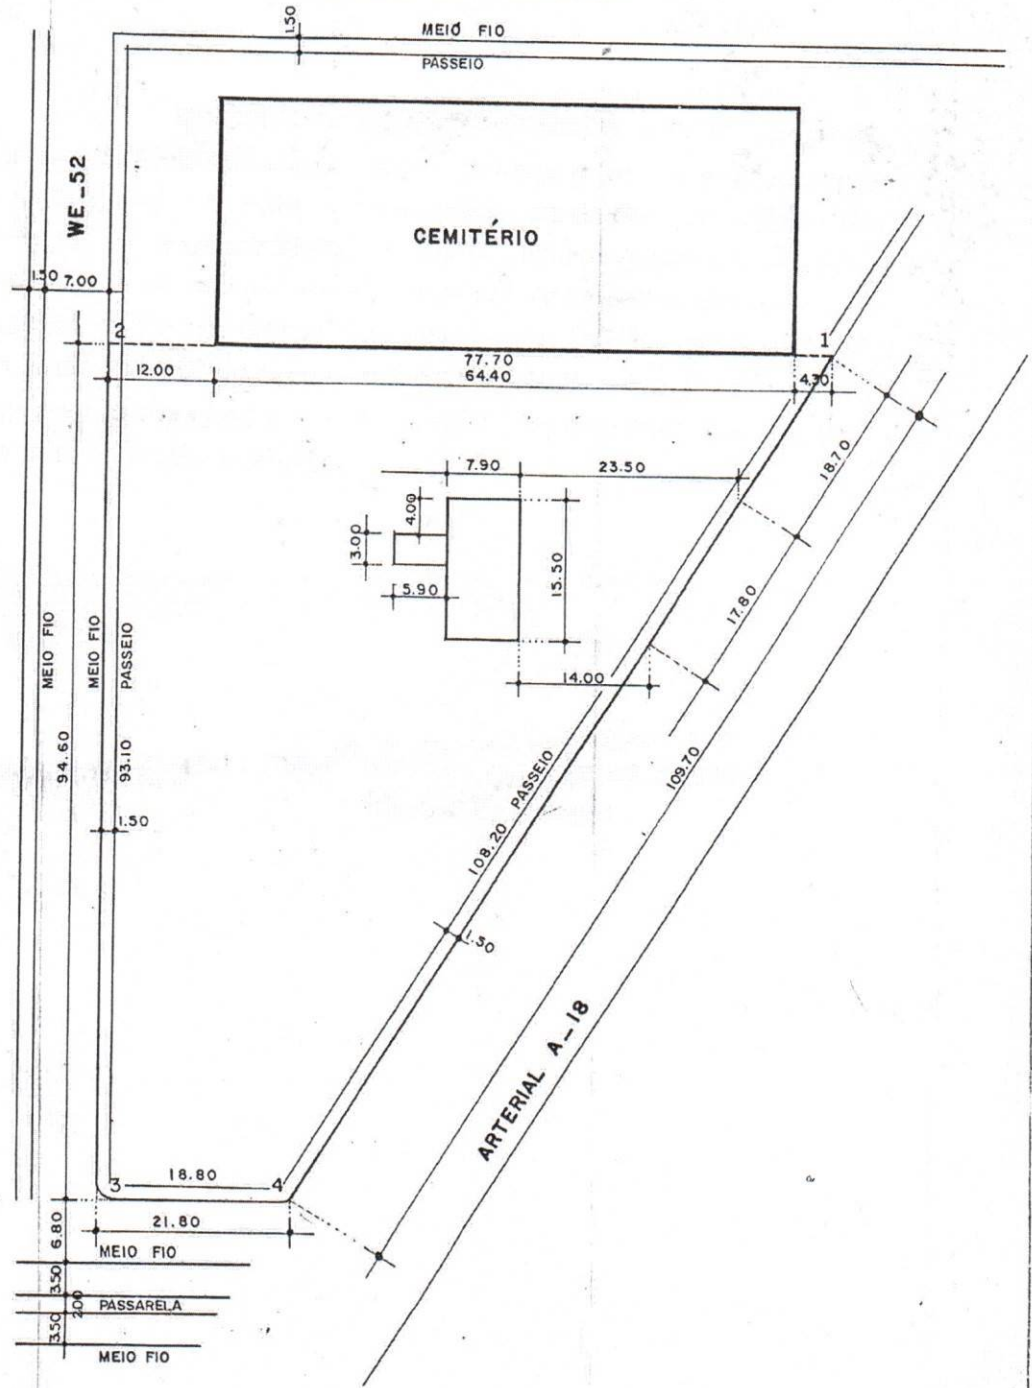 1.50
MEIO FIO
PASSEIO
WE-52
CEMITÉRIO
1.50 7.00
2
1
77.70
12.00
64.40
4.30
18.70
7.90
23.50
4.00
3.00
15.50
5.90
17.80
14.00
MEIO FIO
MEIO FIO
PASSEIO
94.60
93.10
109.70
108.20 PASSEIO
1.50
1.50
ARTERIAL A-18
3
18.80
4
21.80
6.80
MEIO FIO
3.50
2.00
PASSARELA
3.50
MEIO FIO